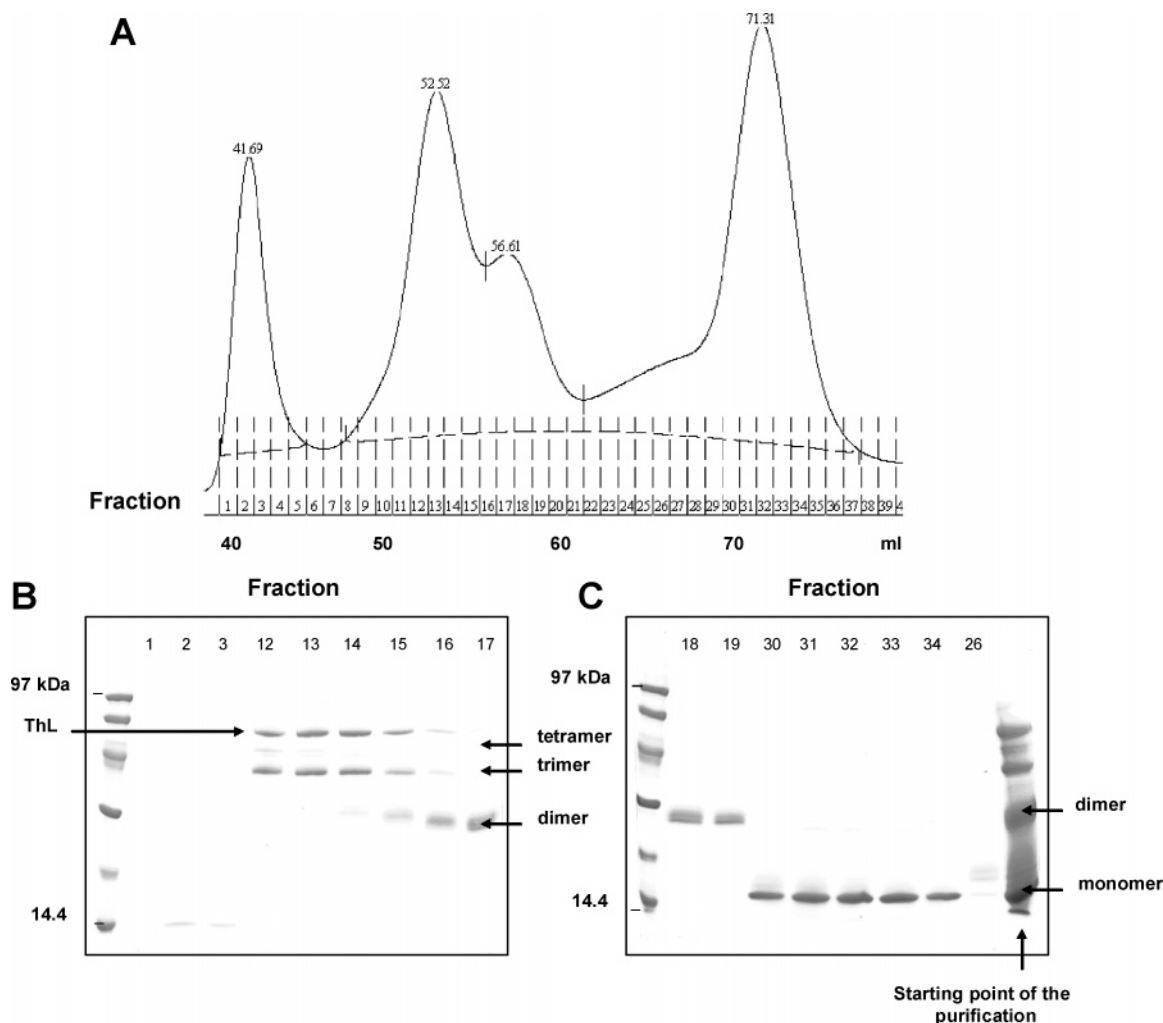 A
41.69
52.52
56.61
71.31
Fraction 1 2 3 4 5 6 7 8 9 10 11 12 13 14 15 16 17 18 19 20 21 22 23 24 25 26 27 28 29 30 31 32 33 34 35 36 37 38 39 4
40 50 60 70 ml
B
Fraction
1 2 3 12 13 14 15 16 17
97 kDa
ThL
tetramer
trimer
dimer
14.4
C
Fraction
18 19 30 31 32 33 34 26
97 kDa
dimer
monomer
14.4
Starting point of the
purification